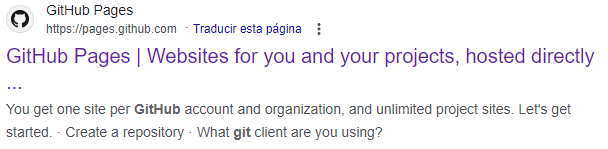 GitHub Pages
https://pages.github.com · Traducir esta página
GitHub Pages | Websites for you and your projects, hosted directly
...
You get one site per GitHub account and organization, and unlimited project sites. Let's get
started. · Create a repository · What git client are you using?